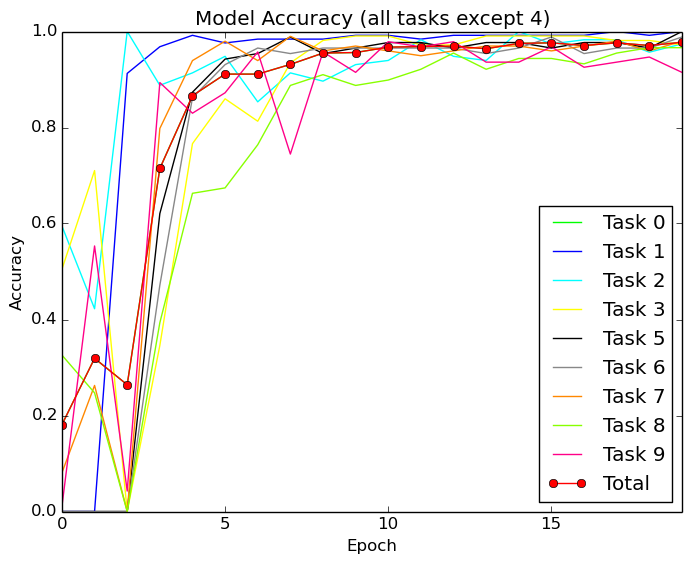 Model Accuracy (all tasks except 4)
1.0
0.8
0.6
0.4
0.2
0.0
Accuracy
0 5 10 15
Epoch
Task 0
Task 1
Task 2
Task 3
Task 5
Task 6
Task 7
Task 8
Task 9
Total